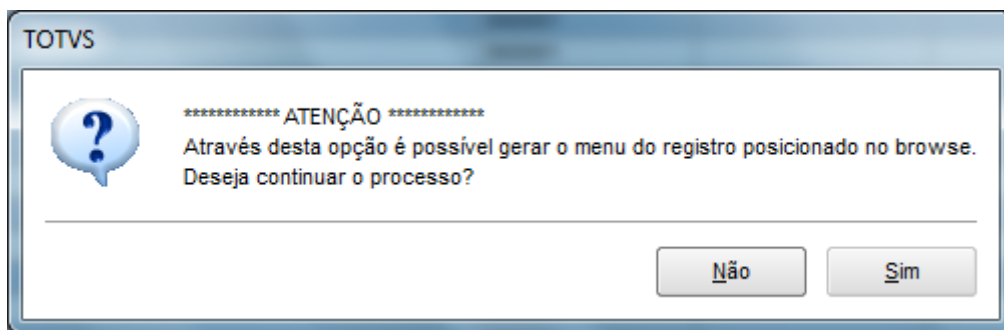 TOTVS
************ ATENÇÃO ************
Através desta opção é possível gerar o menu do registro posicionado no browse.
Deseja continuar o processo?
Não Sim